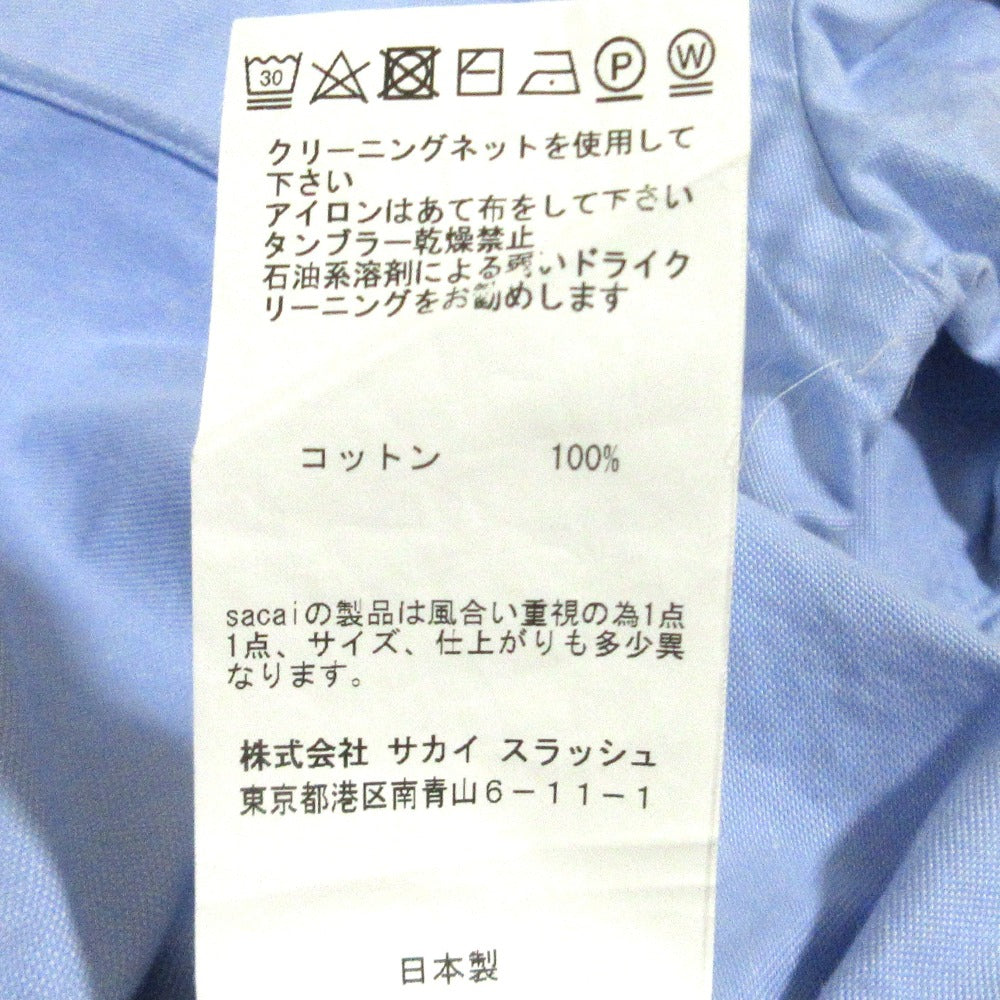 30 P W
クリーニングネットを使用して
下さい
アイロンはあて布をして下さい
タンブラー乾燥禁止
石油系溶剤による弱いドライク
リーニングをお勧めします
コットン 100%
sacaiの製品は風合い重視の為1点
1点、サイズ、仕上がりも多少異
なります。
株式会社 サカイ スラッシュ
東京都港区南青山6－11－1
日本製